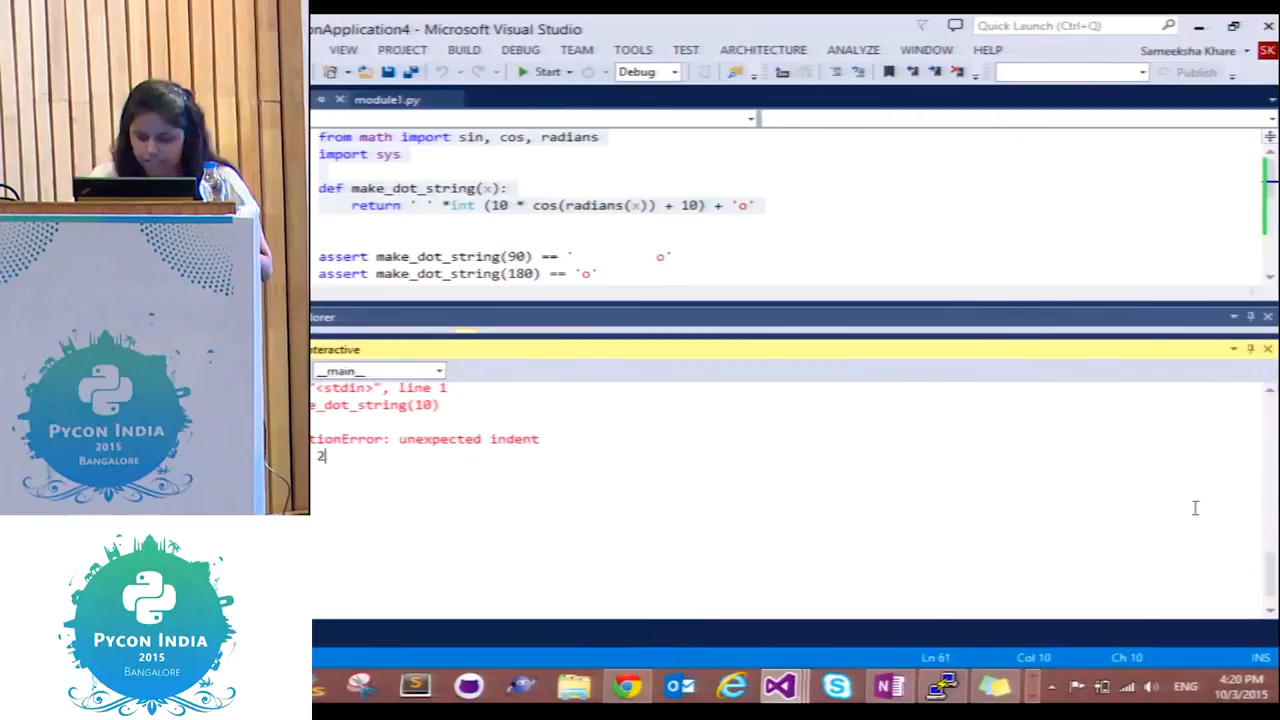 onApplication4 - Microsoft Visual Studio
Quick Launch (Ctrl+Q)
VIEW PROJECT BUILD DEBUG TEAM TOOLS TEST ARCHITECTURE ANALYZE WINDOW HELP
Sameeksha Khare SK
Start Debug Publish
module1.py
from math import sin, cos, radians
import sys
def make_dot_string(x):
return ' ' *int (10 * cos(radians(x)) + 10) + 'o'
assert make_dot_string(90) == '          o'
assert make_dot_string(180) == 'o'
lorer
nteractive
__main__
"<stdin>", line 1
e_dot_string(10)
tionError: unexpected indent
2
Ln 61 Col 10 Ch 10 INS
ENG
4:20 PM
10/3/2015
PYCON INDIA
2015
BANGALORE
PYCON INDIA
2015
BANGALORE